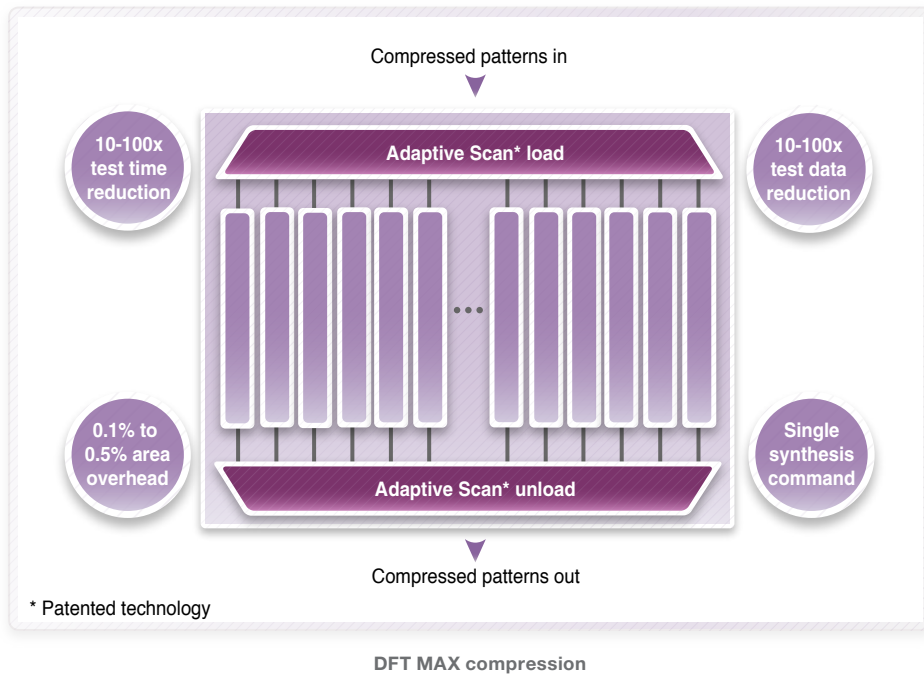 Compressed patterns in
10-100x
test time
reduction
Adaptive Scan* load
10-100x
test data
reduction
...
0.1% to
0.5% area
overhead
Single
synthesis
command
Adaptive Scan* unload
Compressed patterns out
* Patented technology
DFT MAX compression